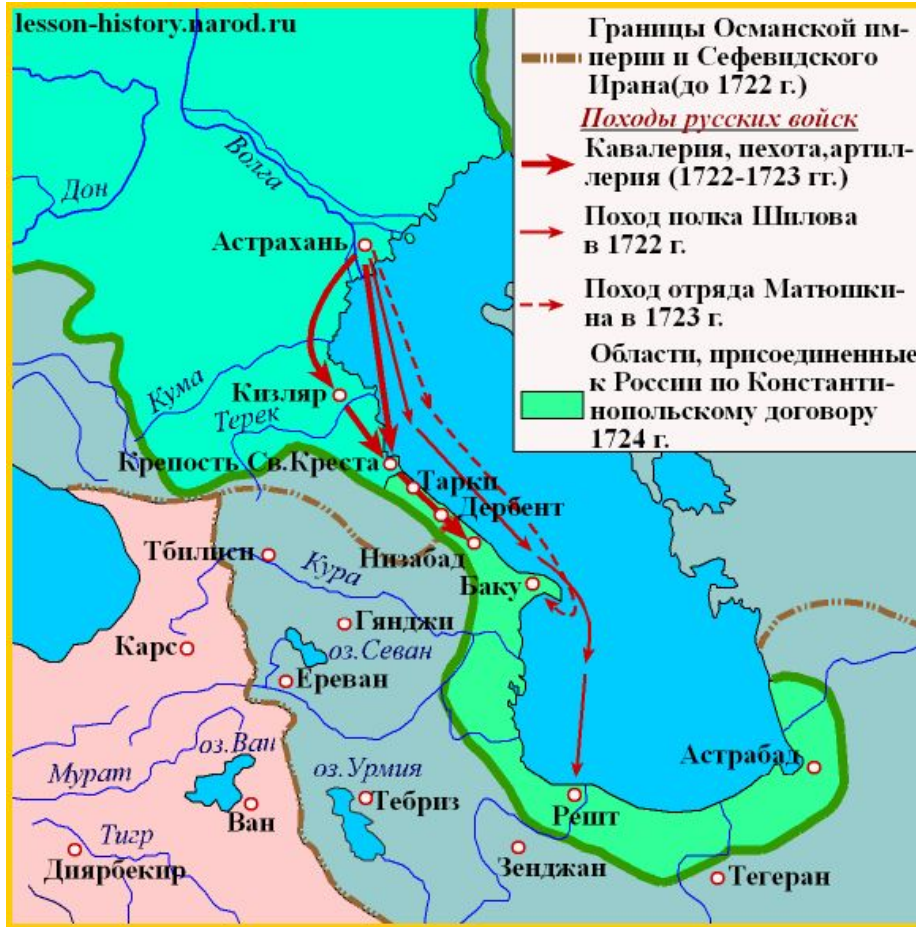 lesson-history.narod.ru
Границы Османской им-
перии и Сефевидского
Ирана(до 1722 г.)
Походы русских войск
Кавалерия, пехота,артил-
лерия (1722-1723 гг.)
Поход полка Шилова
в 1722 г.
Поход отряда Матюшки-
на в 1723 г.
Области, присоединенные
к России по Константи-
нопольскому договору
1724 г.
Волга
Дон
Астрахань
Кума
Кизляр
Терек
Крепость Св.Креста
Тарки
Дербент
Низабад
Тбилиси
Кура
Баку
Гянджи
Карс
оз.Севан
Ереван
оз.Ван
Мурат
оз.Урмия
Астрабад
Ван
Тебриз
Решт
Тигр
Диярбекир
Зенджан
Тегеран